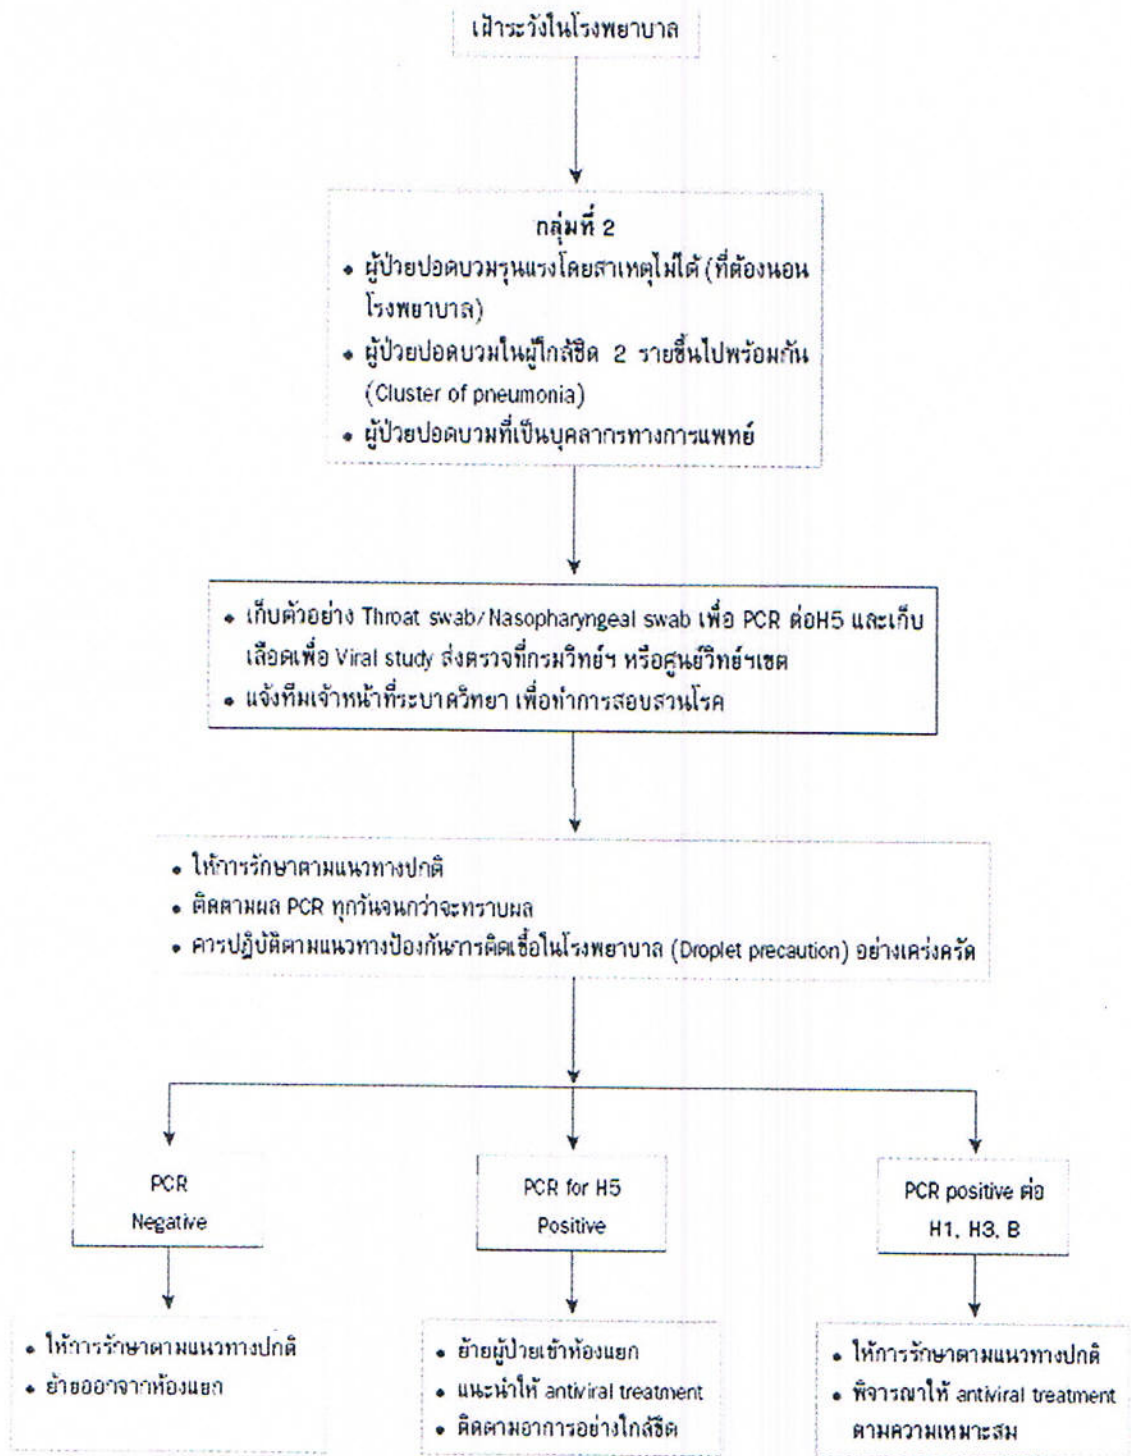 เฝ้าระวังในโรงพยาบาล
กลุ่มที่ 2
• ผู้ป่วยปอดบวมรุนแรงโดยสาเหตุไม่ได้ (ที่ต้องนอน
โรงพยาบาล)
• ผู้ป่วยปอดบวมในผู้ใกล้ชิด 2 รายขึ้นไปพร้อมกัน
(Cluster of pneumonia)
• ผู้ป่วยปอดบวมที่เป็นบุคลากรทางการแพทย์
• เก็บตัวอย่าง Throat swab/Nasopharyngeal swab เพื่อ PCR ต่อH5 และเก็บ
เลือดเพื่อ Viral study ส่งตรวจที่กรมวิทย์ฯ หรือศูนย์วิทย์ฯเขต
• แจ้งทีมเจ้าหน้าที่ระบาดวิทยา เพื่อทำการสอบสวนโรค
• ให้การรักษาตามแนวทางปกติ
• ติดตามผล PCR ทุกวันจนกว่าจะทราบผล
• ควรปฏิบัติตามแนวทางป้องกันการติดเชื้อในโรงพยาบาล (Droplet precaution) อย่างเคร่งครัด
PCR
Negative
PCR for H5
Positive
PCR positive ต่อ
H1, H3, B
• ให้การรักษาตามแนวทางปกติ
• ย้ายออกจากห้องแยก
• ย้ายผู้ป่วยเข้าห้องแยก
• แนะนำให้ antiviral treatment
• ติดตามอาการอย่างใกล้ชิด
• ให้การรักษาตามแนวทางปกติ
• พิจารณาให้ antiviral treatment
ตามความเหมาะสม